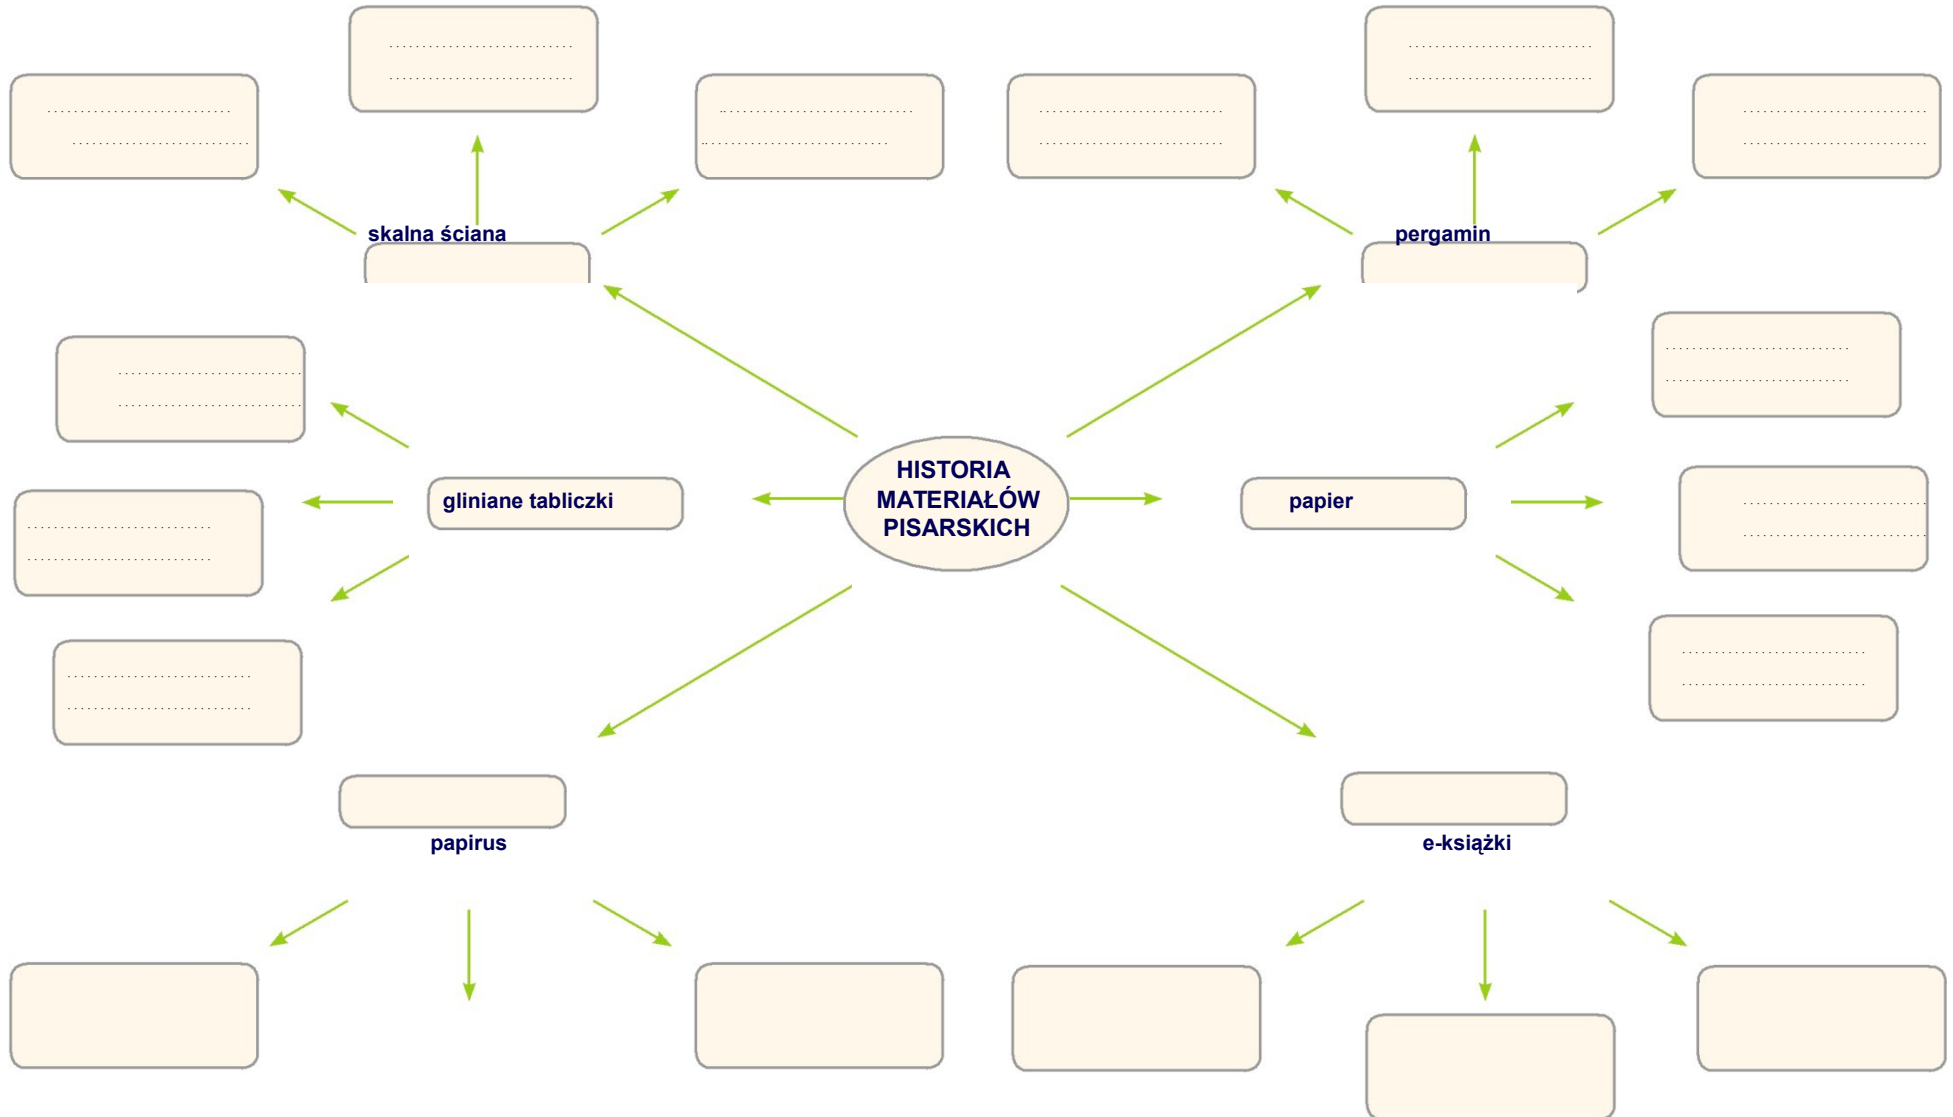 skalna ściana
pergamin
HISTORIA
MATERIAŁÓW
PISARSKICH
gliniane tabliczki
papier
papirus
e-książki